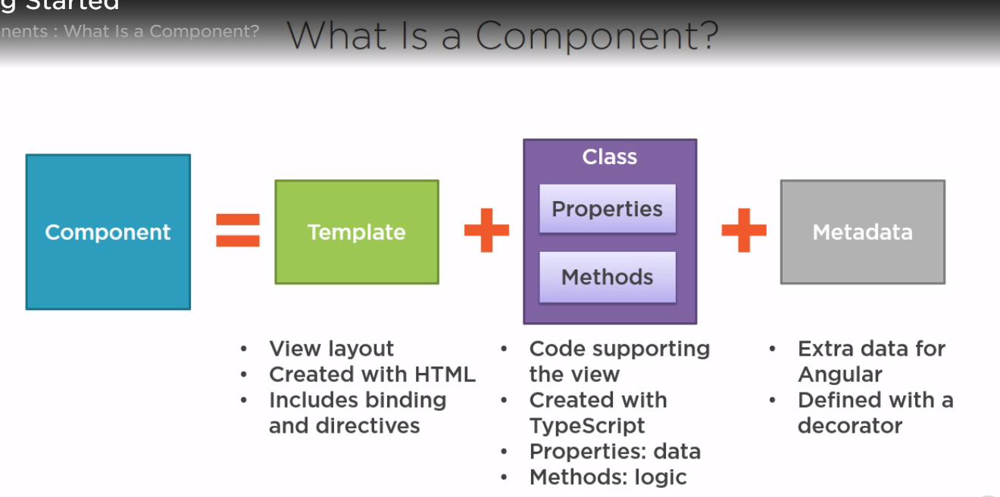 g Started
nents : What Is a Component?
What Is a Component?
Component
=
Template
+
Class
Properties
Methods
+
Metadata
• View layout
• Created with HTML
• Includes binding
and directives
• Code supporting
the view
• Created with
TypeScript
• Properties: data
• Methods: logic
• Extra data for
Angular
• Defined with a
decorator